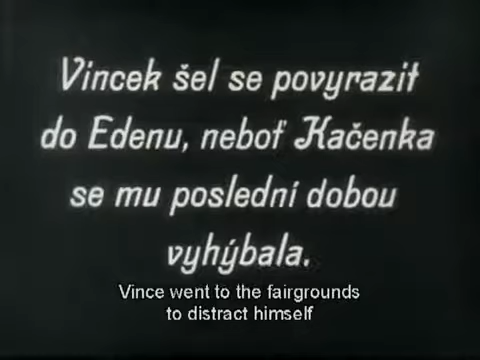 Vincek šel se povyrazit
do Edenu, neboť Kačenka
se mu poslední dobou
vyhýbala.
Vince went to the fairgrounds
to distract himself